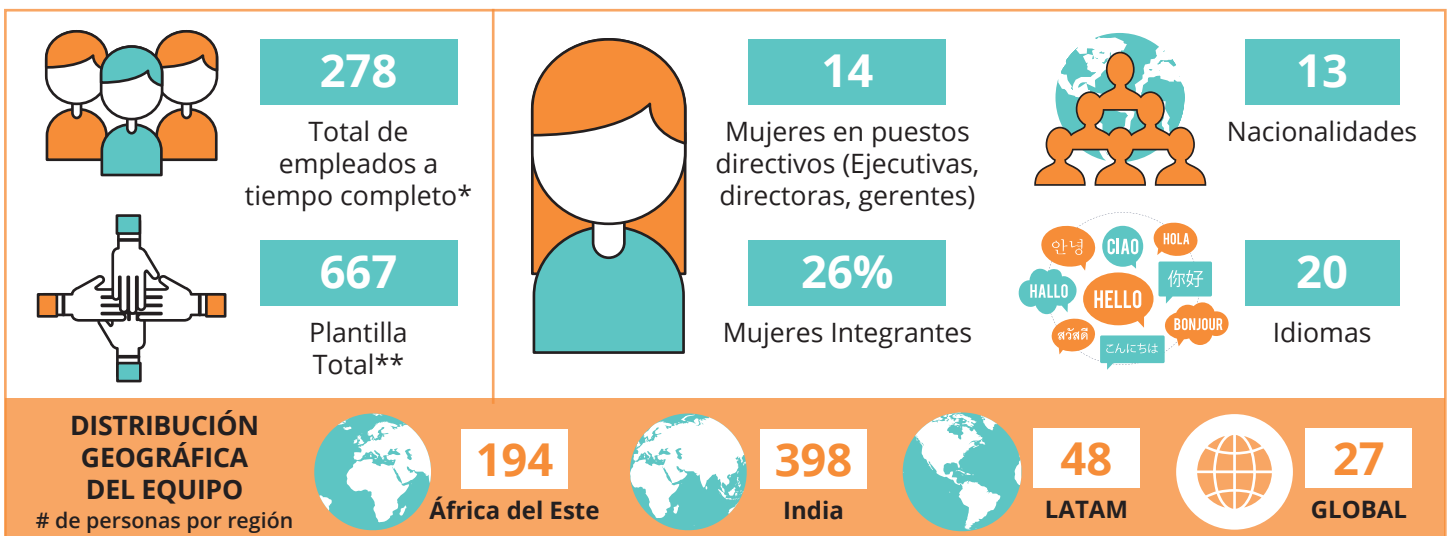 278
Total de
empleados a
tiempo completo*
667
Plantilla
Total**
14
Mujeres en puestos
directivos (Ejecutivas,
directoras, gerentes)
26%
Mujeres Integrantes
13
Nacionalidades
안녕
CIAO
HOLA
HALLO
HELLO
你好
สวัสดี
こんにちは
BONJOUR
20
Idiomas
DISTRIBUCIÓN
GEOGRÁFICA
DEL EQUIPO
# de personas por región
194
África del Este
398
India
48
LATAM
27
GLOBAL